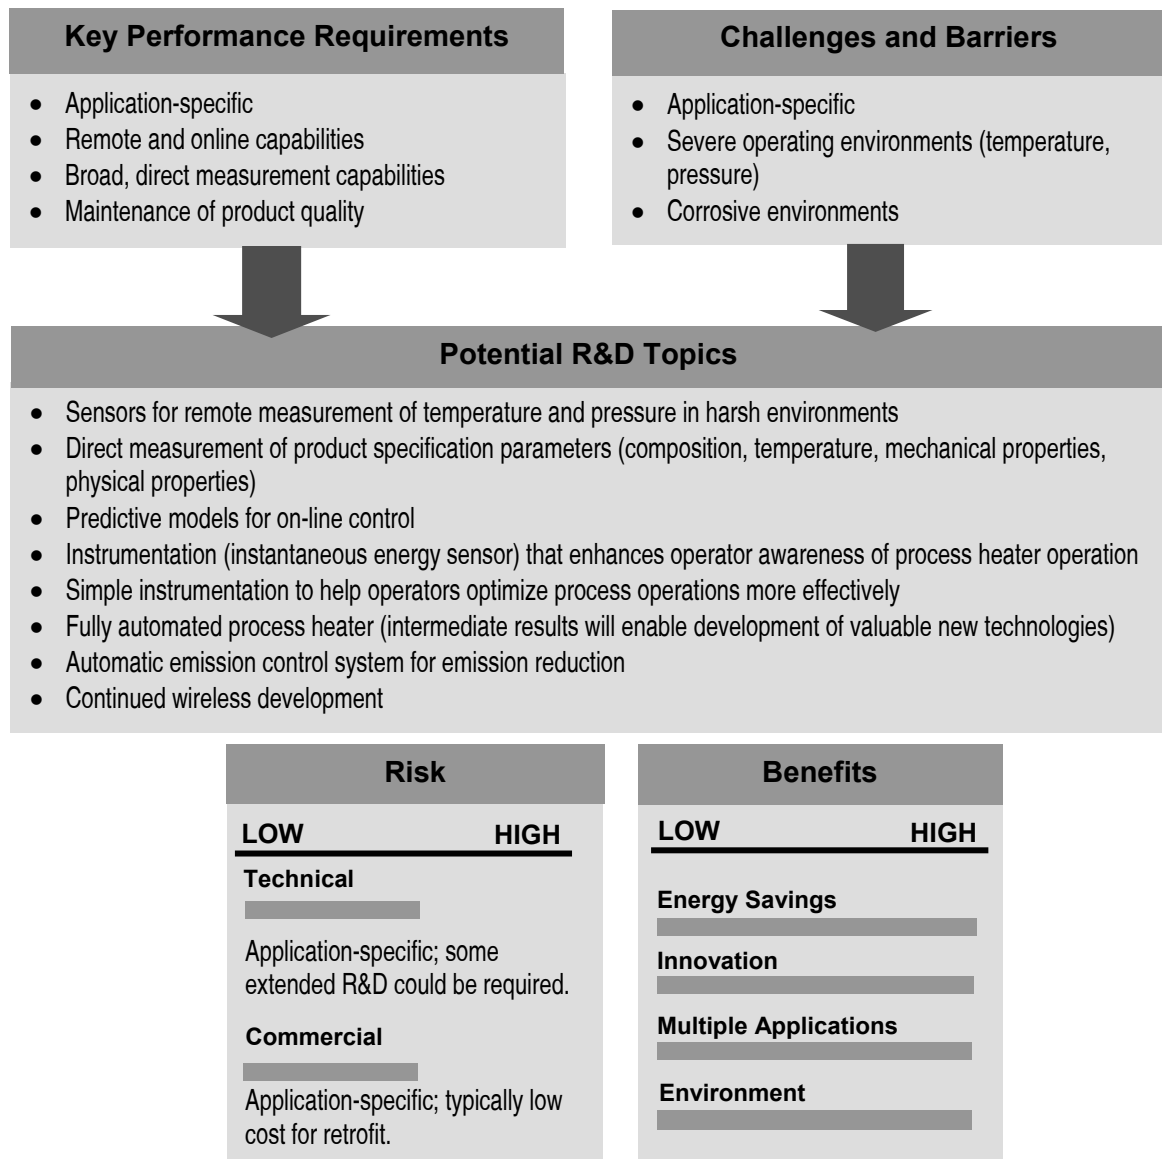 Key Performance Requirements
• Application-specific
• Remote and online capabilities
• Broad, direct measurement capabilities
• Maintenance of product quality
Challenges and Barriers
• Application-specific
• Severe operating environments (temperature,
pressure)
• Corrosive environments
Potential R&D Topics
• Sensors for remote measurement of temperature and pressure in harsh environments
• Direct measurement of product specification parameters (composition, temperature, mechanical properties,
physical properties)
• Predictive models for on-line control
• Instrumentation (instantaneous energy sensor) that enhances operator awareness of process heater operation
• Simple instrumentation to help operators optimize process operations more effectively
• Fully automated process heater (intermediate results will enable development of valuable new technologies)
• Automatic emission control system for emission reduction
• Continued wireless development
Risk
LOW HIGH
Technical
Application-specific; some
extended R&D could be required.
Commercial
Application-specific; typically low
cost for retrofit.
Benefits
LOW HIGH
Energy Savings
Innovation
Multiple Applications
Environment